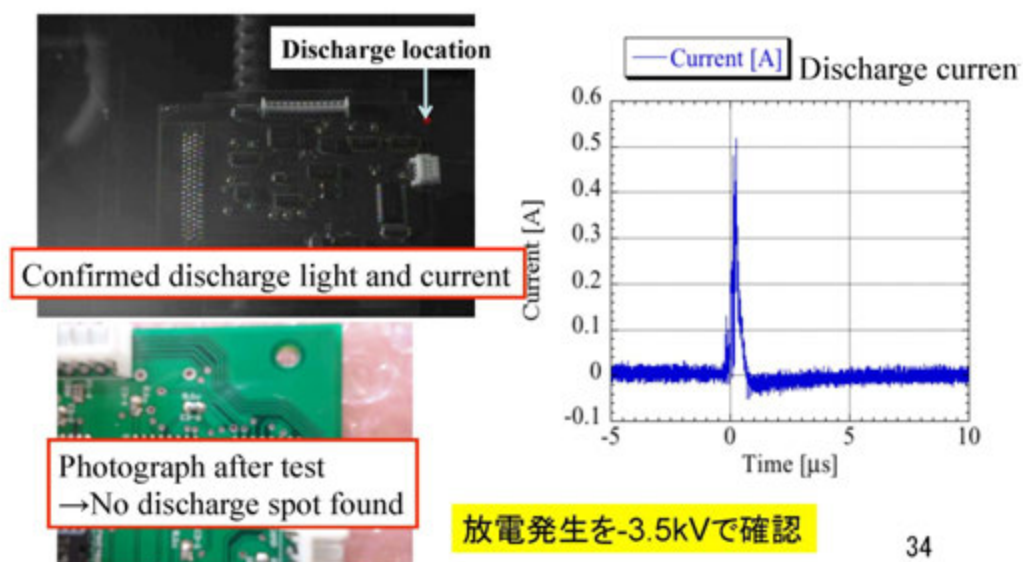 Discharge location
Confirmed discharge light and current
Photograph after test
→No discharge spot found
Current [A]
Discharge curren
Current [A]
0.6
0.5
0.4
0.3
0.2
0.1
0
-0.1
-5
0
5
10
Time [μs]
放電発生を-3.5kVで確認
34